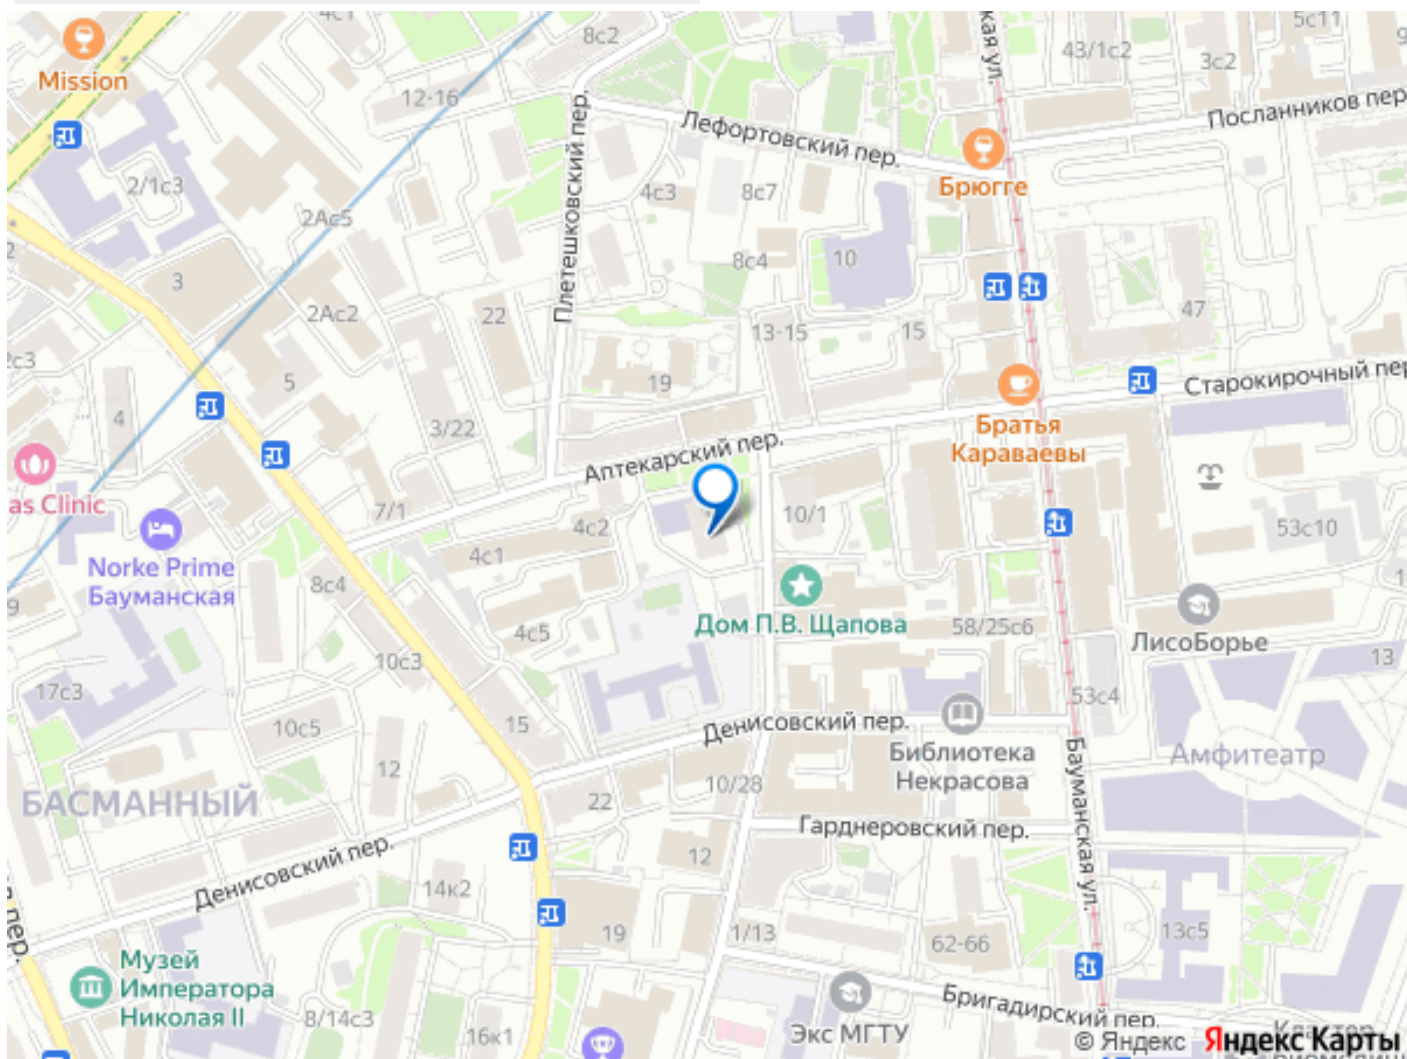 8с2
5с11
Mission
12-16
кая ул.
43/1с2
3с2
Посланников пер
Плетешковский пер.
Лефортовский пер.
Брюгге
2/1с3
2Ас5
4с3
8с7
8с4
10
3
2Ас2
22
13-15
15
47
2с3
5
19
Старокирочный пер
4
3/22
Аптекарский пер.
Братья
Караваевы
as Clinic
7/1
4с2
10/1
53с10
Norke Prime
Бауманская
4с1
8с4
9
Дом П.В. Щапова
58/25с6
ЛисоБорье
4с5
10с3
13
17с3
53с4
10с5
15
Денисовский пер.
Библиотека
Некрасова
Амфитеатр
12
БАСМАННЫЙ
22
10/28
Гарднеровский пер.
Бауманская ул.
Денисовский пер.
12
14к2
пер.
19
1/13
62-66
13с5
Музей
Императора
Николая II
8/14с3
16к1
Экс МГТУ
Бригадирский пер.
© Яндекс Яндекс Карты